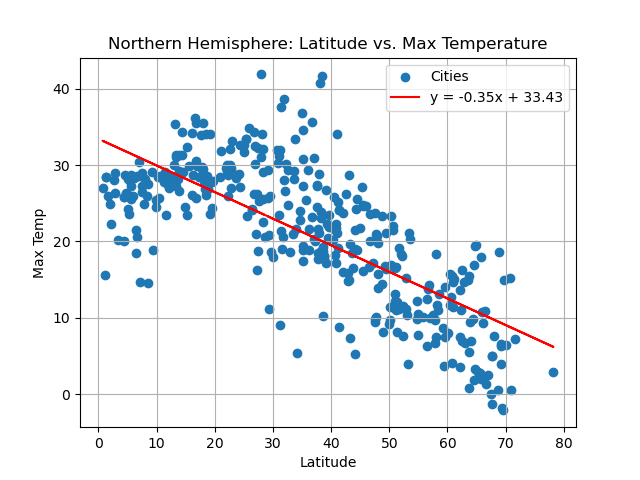 Northern Hemisphere: Latitude vs. Max Temperature
Cities
y = -0.35x + 33.43
40
30
20
10
0
Max Temp
0 10 20 30 40 50 60 70 80
Latitude